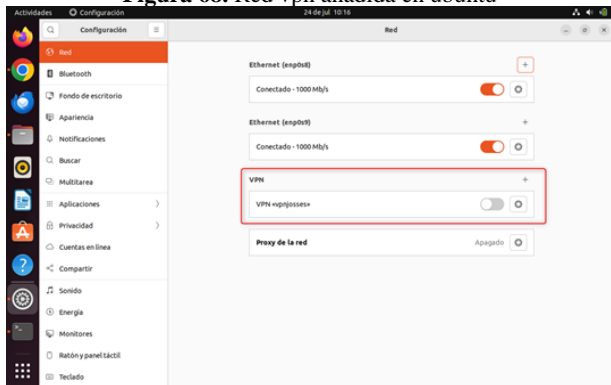 Figura 68. Red vpn añadida en ubuntu
Actividades
Configuración
24 de jul 10:16
Configuración
Red
Red
Bluetooth
Fondo de escritorio
Apariencia
Notificaciones
Buscar
Multitarea
Aplicaciones
Privacidad
Cuentas en línea
Compartir
Sonido
Energía
Monitores
Ratón y panel táctil
Teclado
Ethernet (enp0s8)
Conectado - 1000 Mb/s
Ethernet (enp0s9)
Conectado - 1000 Mb/s
VPN
VPN «vpnjosses»
Proxy de la red Apagado